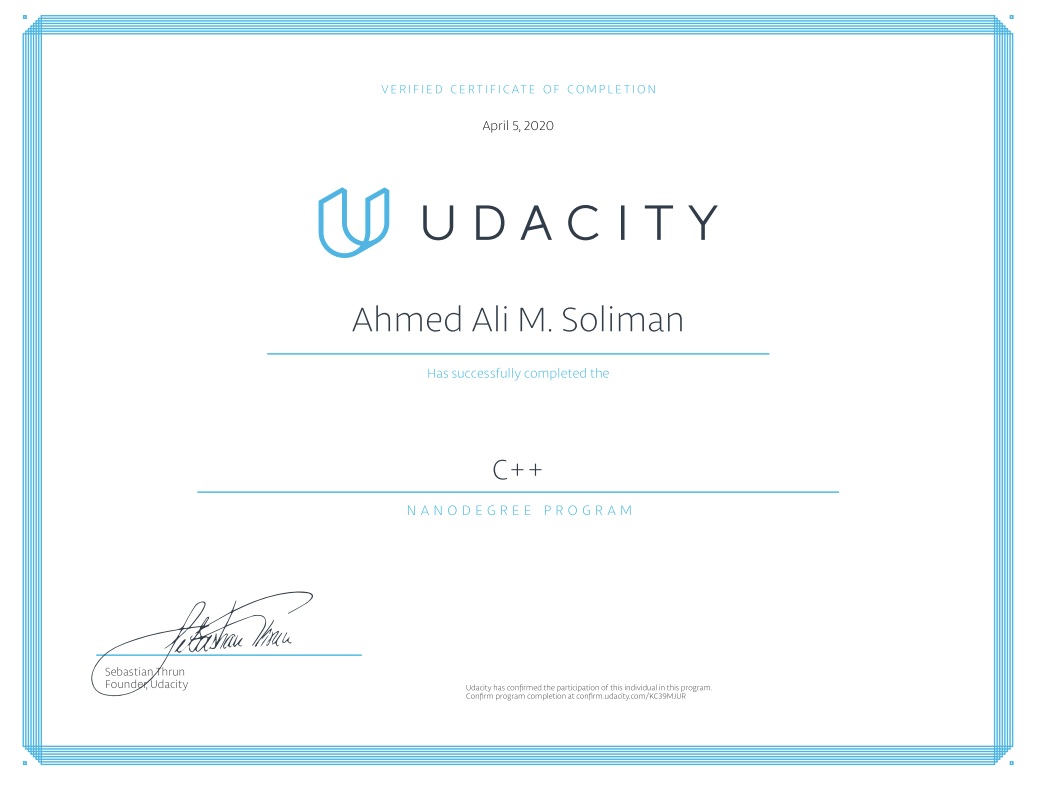 VERIFIED CERTIFICATE OF COMPLETION
April 5, 2020
UDACITY
Ahmed Ali M. Soliman
Has successfully completed the
C++
NANODEGREE PROGRAM
Sebastian Thrun
Sebastian Thrun
Founder, Udacity
Udacity has confirmed the participation of this individual in this program.
Confirm program completion at confirm.udacity.com/KC39MJUR